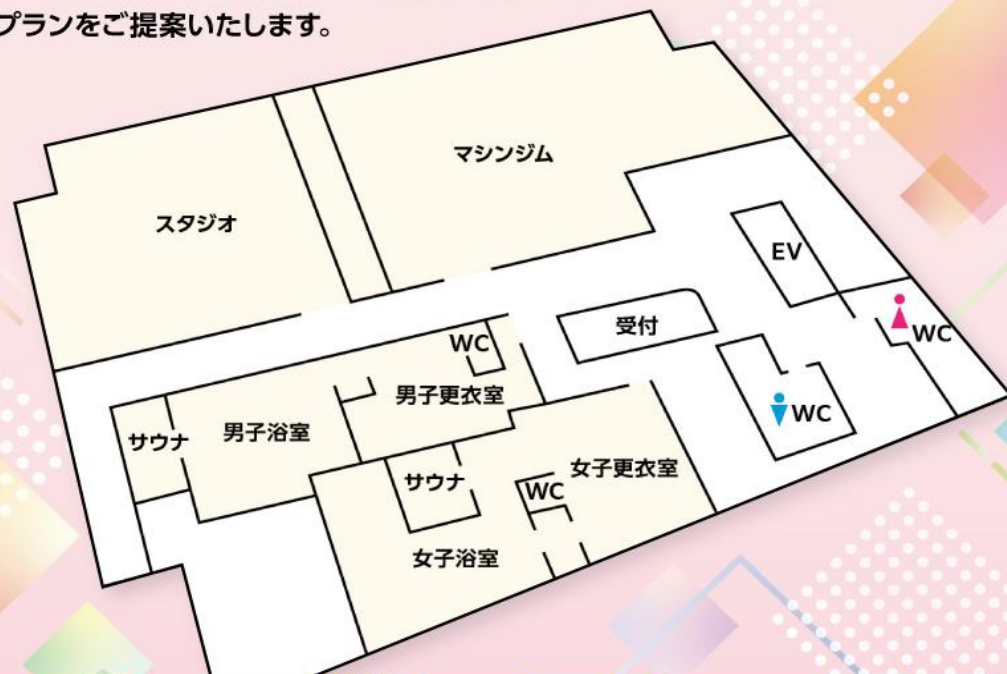 プランをご提案いたします。
マシンジム
スタジオ
EV
受付
WC
WC
男子更衣室
WC
サウナ
男子浴室
女子更衣室
サウナ
WC
女子浴室